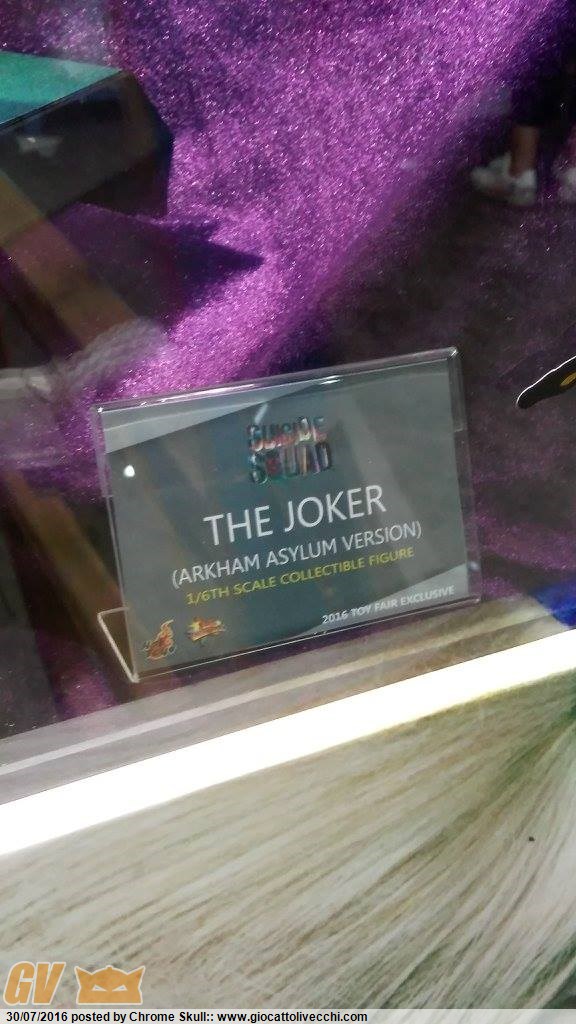 SUICIDE
SQUAD
THE JOKER
(ARKHAM ASYLUM VERSION)
1/6TH SCALE COLLECTIBLE FIGURE
2016 TOY FAIR EXCLUSIVE
GV
30/07/2016 posted by Chrome Skull:: www.giocattolivecchi.com